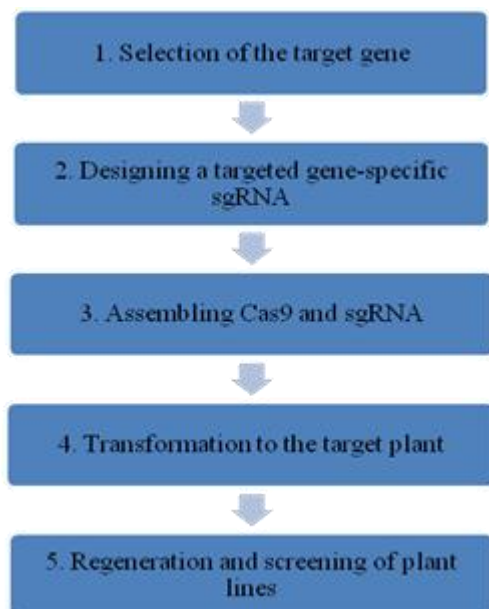 1. Selection of the target gene
2. Designing a targeted gene-specific
sgRNA
3. Assembling Cas9 and sgRNA
4. Transformation to the target plant
5. Regeneration and screening of plant
lines